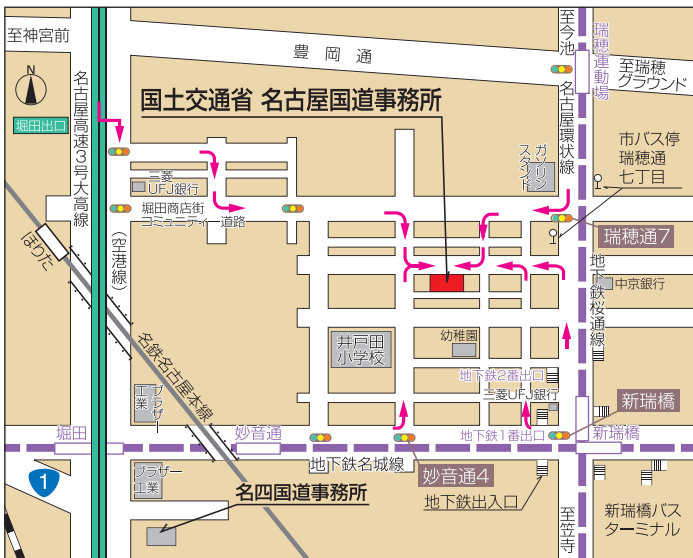 至神宮前
N
名古屋高速3号大高線
堀田出口
(空港線)
豊岡通
国土交通省 名古屋国道事務所
至今池
瑞穂運動場
至瑞穂
グラウンド
名古屋環状線
市バス停
瑞穂通
七丁目
ガソリン
スタンド
三菱
UFJ銀行
堀田商店街
コミュニティー道路
瑞穂通7
ほりた
名鉄名古屋本線
地下鉄桜通線
中京銀行
井戸田
小学校
幼稚園
地下鉄2番出口
三菱UFJ銀行
ブラザー
工業
新瑞橋
堀田
妙音通
地下鉄1番出口
新瑞橋
地下鉄名城線
妙音通4
1
ブラザー
工業
名四国道事務所
地下鉄出入口
至笠寺
新瑞橋バス
ターミナル